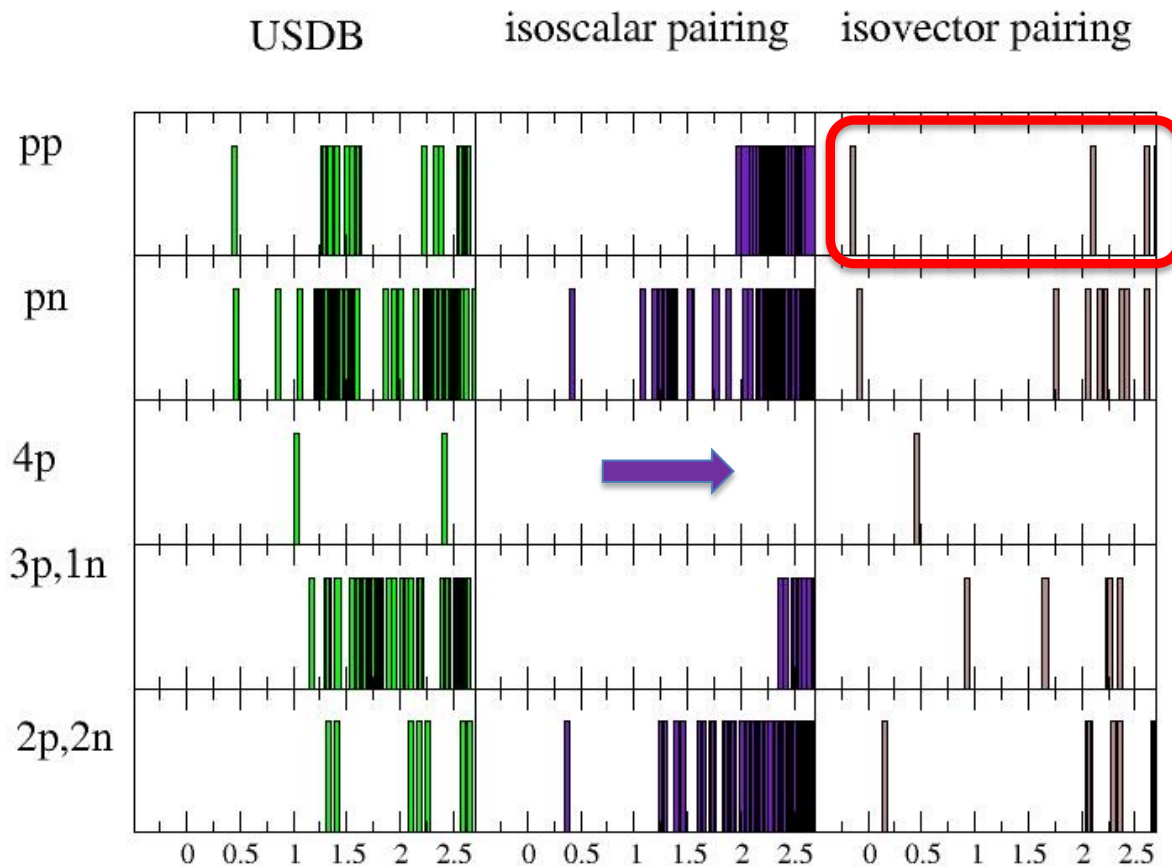 USDB isoscalar pairing isovector pairing
pp
pn
4p
3p,1n
2p,2n
0 0.5 1 1.5 2 2.5 0 0.5 1 1.5 2 2.5 0 0.5 1 1.5 2 2.5